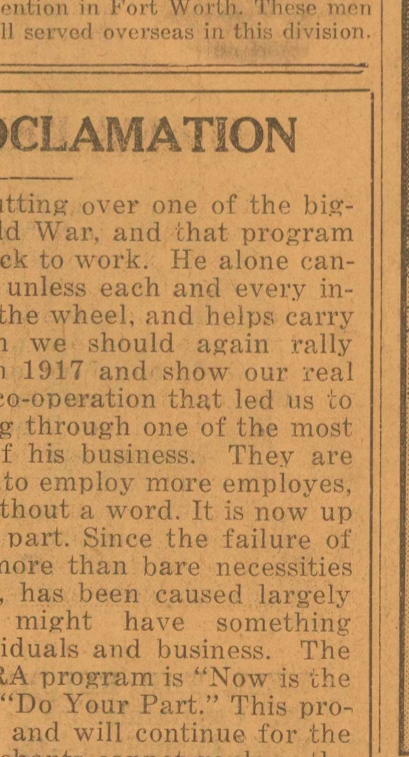 ention in Fort Worth. These men
ll served overseas in this division.
OCLAMATION
utting over one of the big-
ld War, and that program
ck to work. He alone can-
unless each and every in-
the wheel, and helps carry
n we should again rally
n 1917 and show our real
co-operation that led us to
g through one of the most
f his business. They are
to employ more employes,
thout a word. It is now up
part. Since the failure of
more than bare necessities
, has been caused largely
might have something
iduals and business. The
RA program is “Now is the
“Do Your Part.” This pro-
and will continue for the